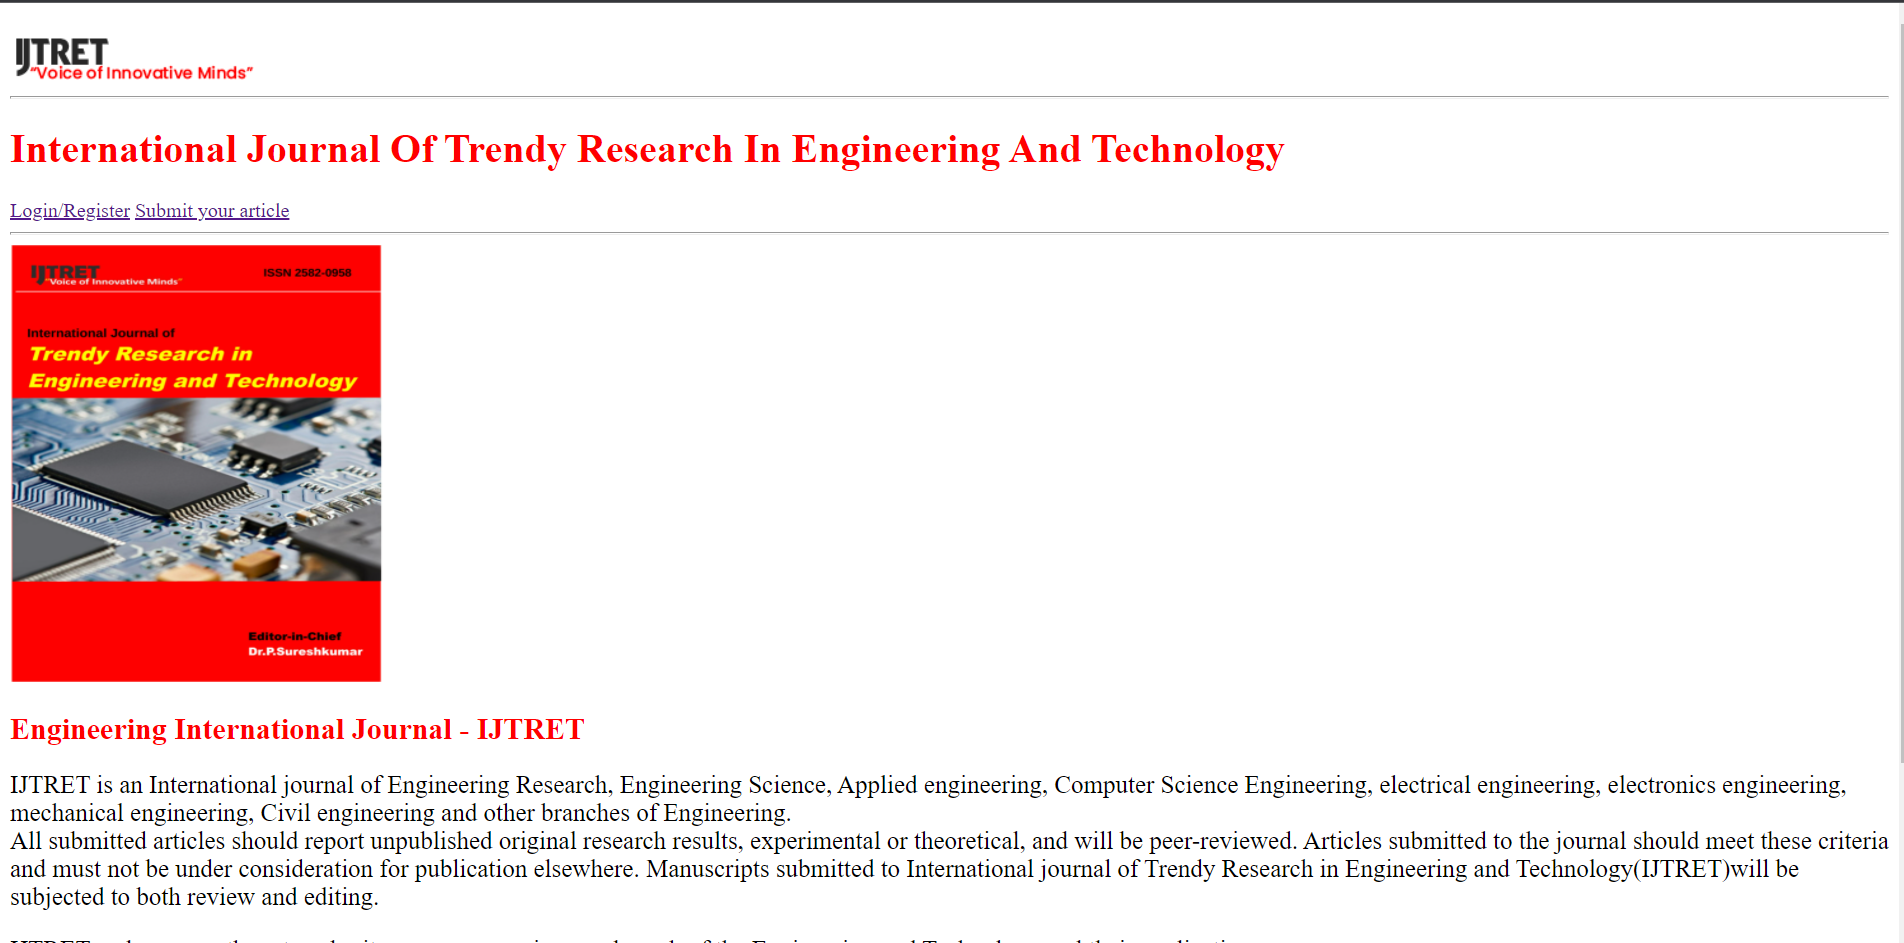 IJTRET
"Voice of Innovative Minds"
International Journal Of Trendy Research In Engineering And Technology
Login/Register Submit your article
IJTRET
"Voice of Innovative Minds"
ISSN 2582-0958
International Journal of
Trendy Research in
Engineering and Technology
Editor-in-Chief
Dr.P.Sureshkumar
Engineering International Journal - IJTRET
IJTRET is an International journal of Engineering Research, Engineering Science, Applied engineering, Computer Science Engineering, electrical engineering, electronics engineering,
mechanical engineering, Civil engineering and other branches of Engineering.
All submitted articles should report unpublished original research results, experimental or theoretical, and will be peer-reviewed. Articles submitted to the journal should meet these criteria
and must not be under consideration for publication elsewhere. Manuscripts submitted to International journal of Trendy Research in Engineering and Technology(IJTRET)will be
subjected to both review and editing.